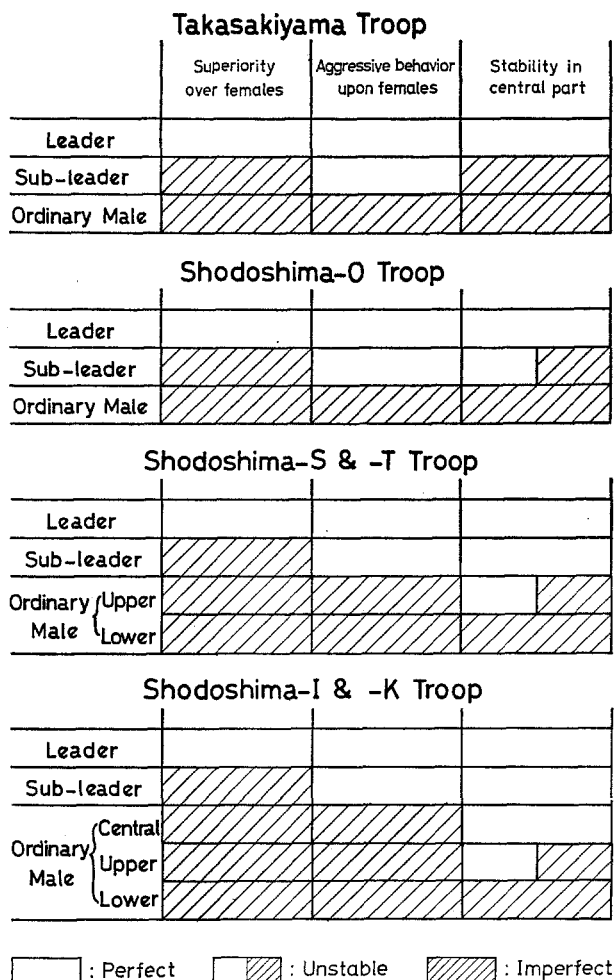 Takasakiyama Troop
Superiority over females Aggressive behavior upon females Stability in central part
Leader
Sub-leader
Ordinary Male
Shodoshima-O Troop
Leader
Sub-leader
Ordinary Male
Shodoshima-S & -T Troop
Leader
Sub-leader
Ordinary Male { Upper
Lower
Shodoshima-I & -K Troop
Leader
Sub-leader
Ordinary Male { Central
Upper
Lower
: Perfect : Unstable : Imperfect